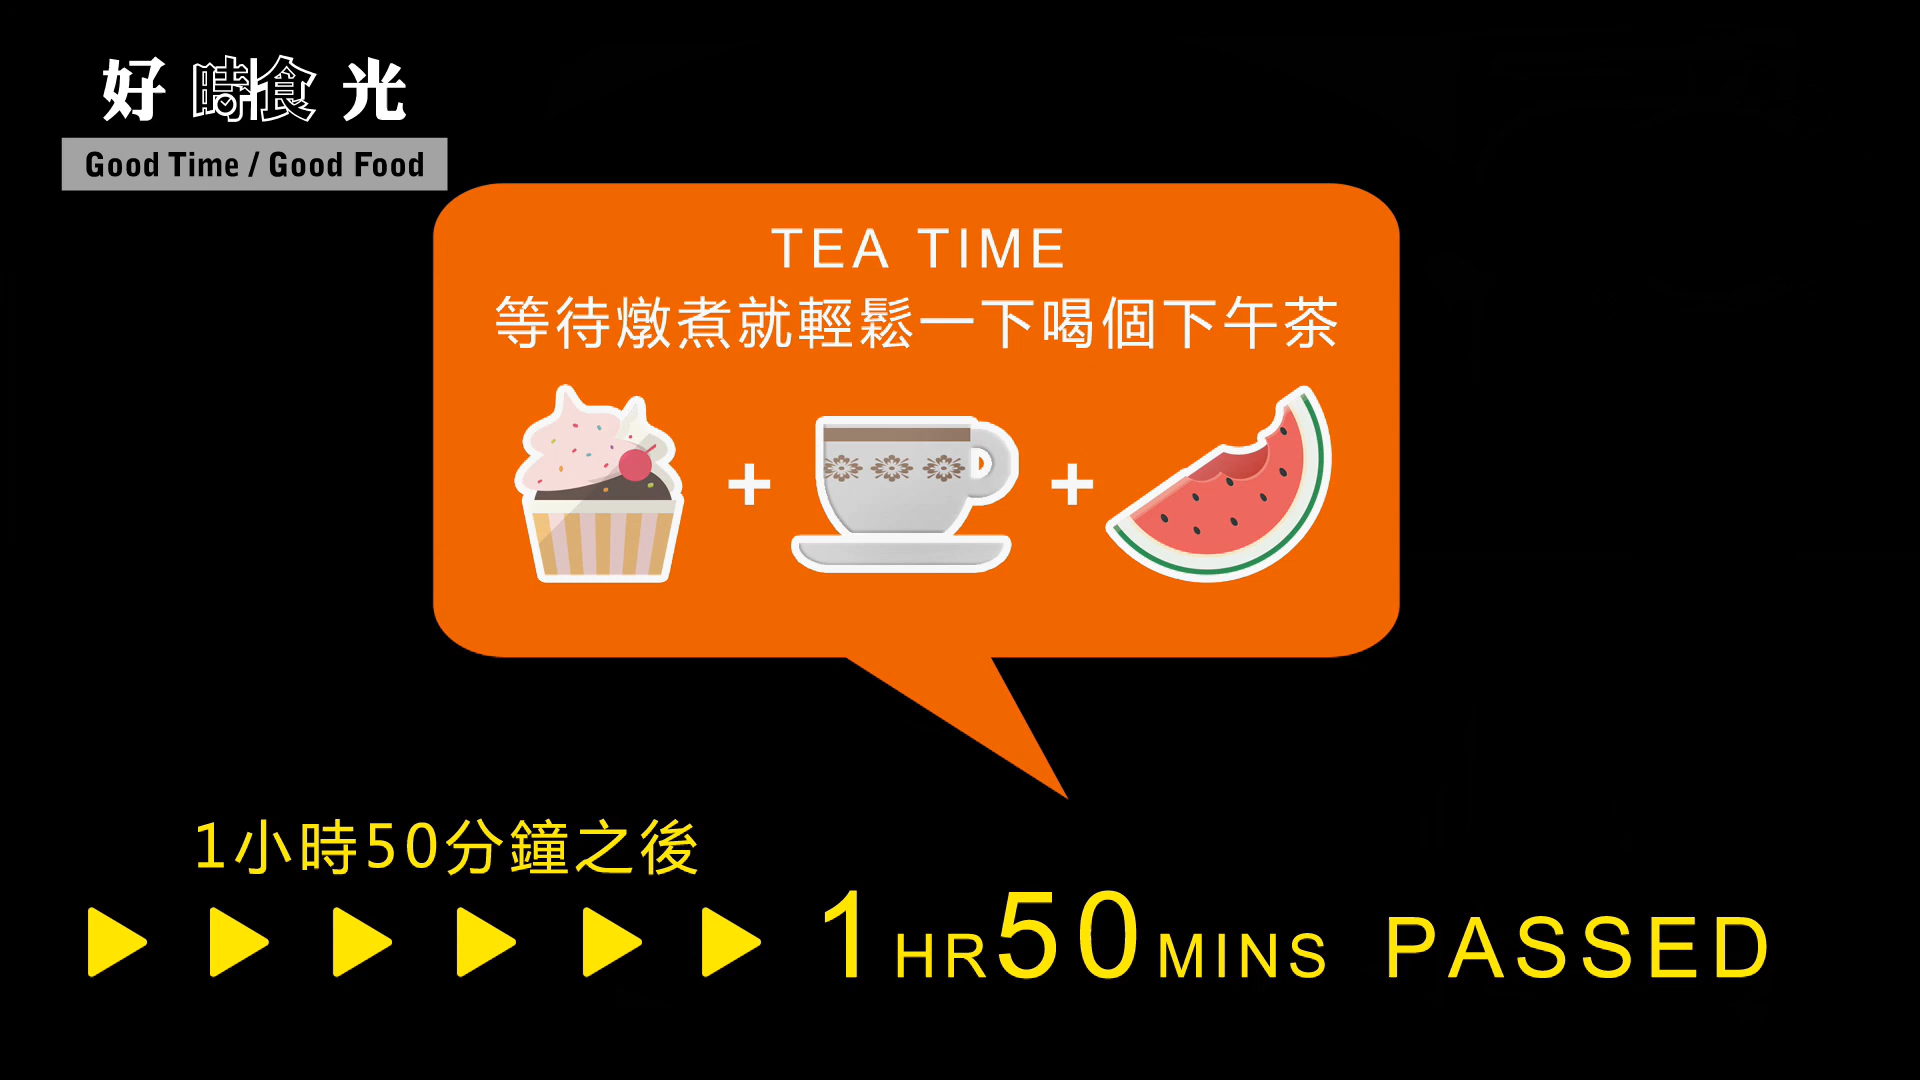 好時食光
Good Time / Good Food
TEA TIME
等待燉煮就輕鬆一下喝個下午茶
+ +
1小時50分鐘之後
1 HR 50 MINS PASSED